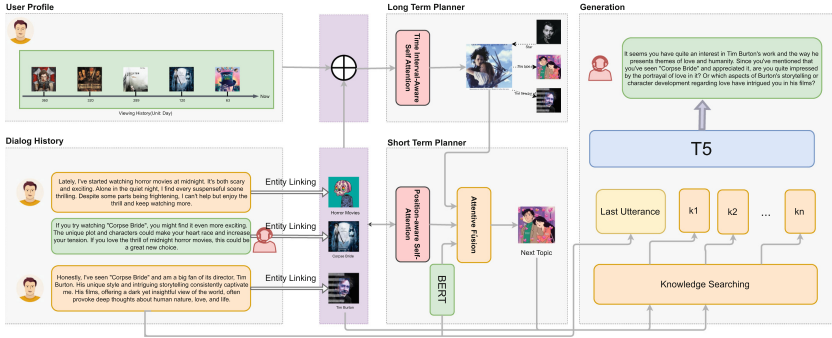 User Profile
360
320
280
120
60
Now
Viewing History(Unit: Day)
Dialog History
Lately, I've started watching horror movies at midnight. It's both scary
and exciting. Alone in the quiet night, I find every suspenseful scene
thrilling. Despite some parts being frightening, I can't help but enjoy the
thrill and keep watching more.
If you try watching "Corpse Bride", you might find it even more exciting.
The unique plot and characters could make your heart race and increase
your tension. If you love the thrill of midnight horror movies, this could be
a great new choice.
Honestly, I've seen "Corpse Bride" and am a big fan of its director, Tim
Burton. His unique style and intriguing storytelling consistently captivate
me. His films, offering a dark yet insightful view of the world, often
provoke deep thoughts about human nature, love, and life.
Entity Linking
Entity Linking
Entity Linking
Horror Movies
Corpse Bride
Tim Burton
Long Term Planner
Time Interval-Aware
Self Attention
Star
Short Term Planner
Position-aware Self-
Attention
Attentive Fusion
BERT
Next Topic
Generation
It seems you have quite an interest in Tim Burton's work and the way he
presents themes of love and humanity. Since you've mentioned that
you've seen "Corpse Bride" and appreciated it, are you quite impressed
by the portrayal of love in it? Or which aspects of Burton's storytelling or
character development regarding love have intrigued you in his films?
T5
Last Utterance
k1
k2
...
kn
Knowledge Searching